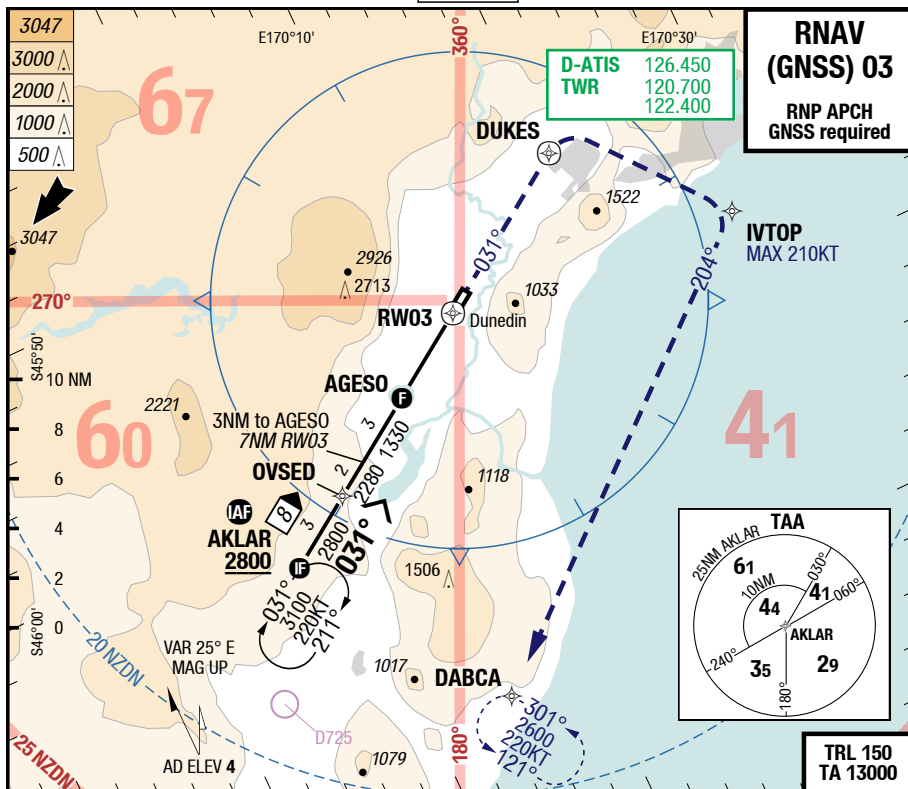 3047
3000
2000
1000
500
3047
67
E170°10'
360°
E170°30'
D-ATIS 126.450
TWR 120.700
122.400
RNAV
(GNSS) 03
RNP APCH
GNSS required
DUKES
1522
IVTOP
MAX 210KT
204°
031°
2926
2713
1033
270°
RW03
Dunedin
S45°50'
10 NM
8
6
4
2
0
S46°00'
AGESO
F
2221
60
41
3NM to AGESO
7NM RW03
3
1330
2
2280
OVSED
1118
IAF
8
AKLAR
2800
3
2800
031°
IF
1506
031°
3100
220KT
211°
TAA
25NM AKLAR
61
10NM
44
030°
41
060°
AKLAR
240°
35
29
180°
20 NZDN
VAR 25° E
MAG UP
1017
DABCA
D725
301°
2600
220KT
121°
180°
25 NZDN
AD ELEV 4
1079
TRL 150
TA 13000